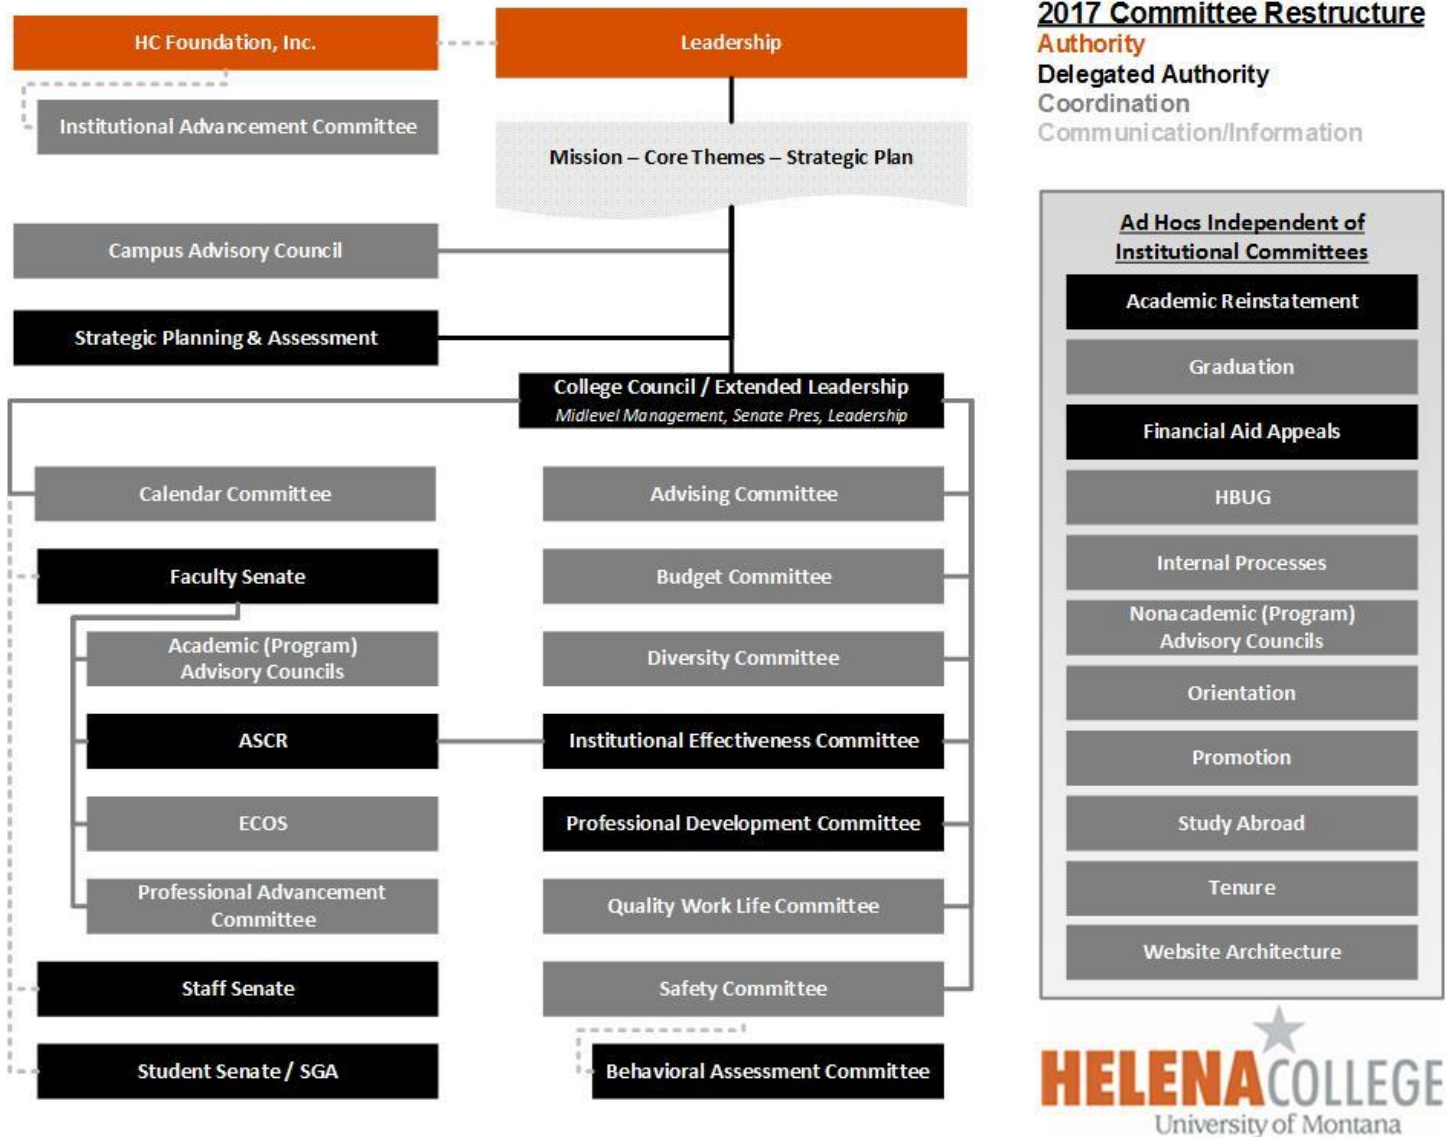 HC Foundation, Inc.
Leadership
Institutional Advancement Committee
Mission – Core Themes – Strategic Plan
Campus Advisory Council
Strategic Planning & Assessment
College Council / Extended Leadership
Midlevel Management, Senate Pres, Leadership
Calendar Committee
Faculty Senate
Academic (Program)
Advisory Councils
ASCR
ECOS
Professional Advancement
Committee
Staff Senate
Student Senate / SGA
Advising Committee
Budget Committee
Diversity Committee
Institutional Effectiveness Committee
Professional Development Committee
Quality Work Life Committee
Safety Committee
Behavioral Assessment Committee
2017 Committee Restructure
Authority
Delegated Authority
Coordination
Communication/Information
Ad Hocs Independent of
Institutional Committees
Academic Reinstatement
Graduation
Financial Aid Appeals
HBUG
Internal Processes
Nonacademic (Program)
Advisory Councils
Orientation
Promotion
Study Abroad
Tenure
Website Architecture
HELENA COLLEGE
University of Montana